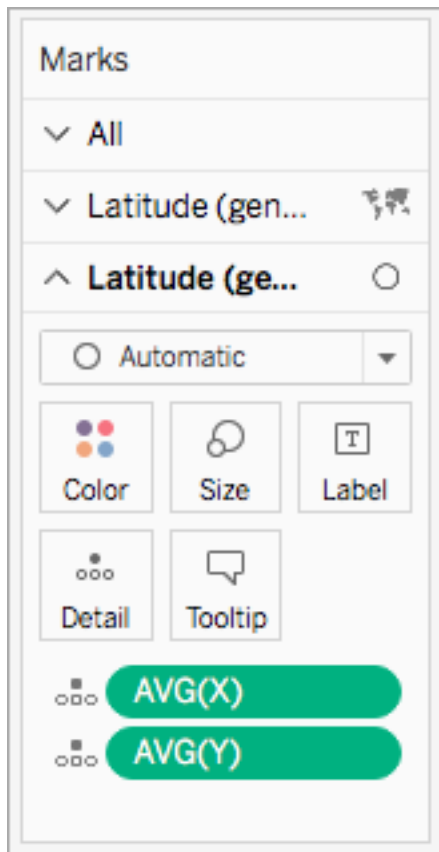 Marks
All
Latitude (gen...
Latitude (ge...
Automatic
Color Size T Label
Detail Tooltip
AVG(X)
AVG(Y)